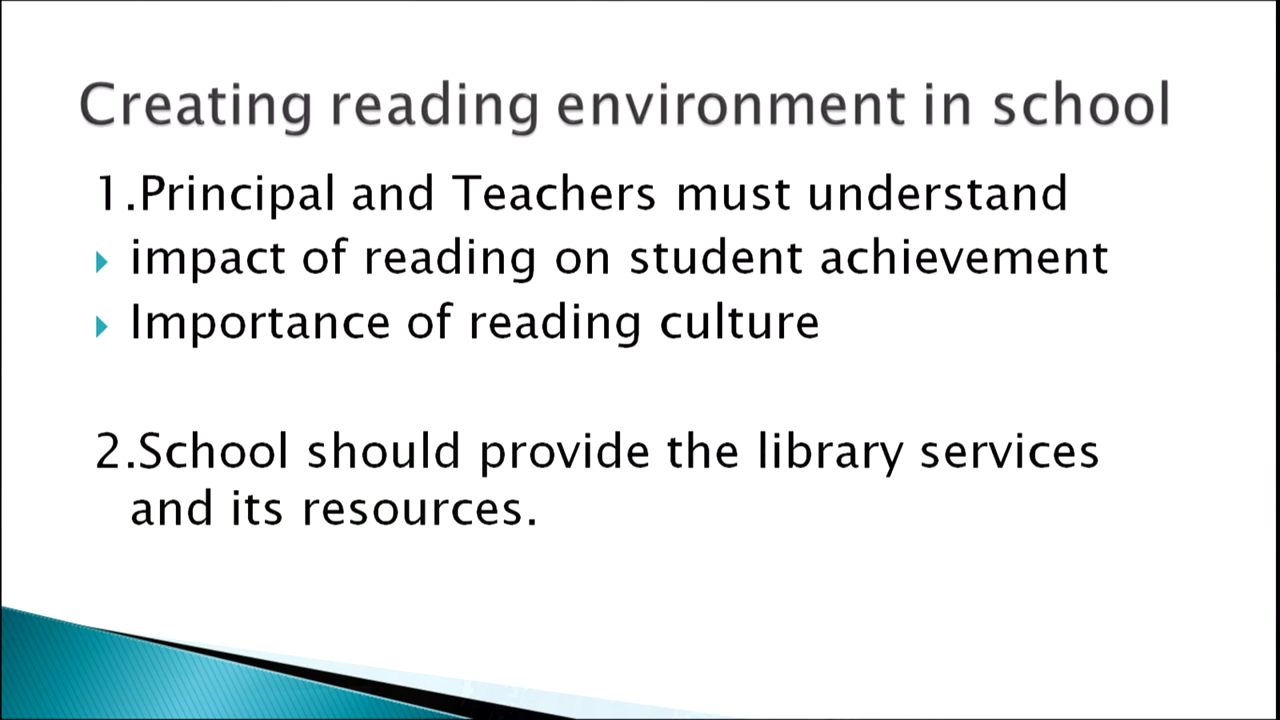 Creating reading environment in school
1.Principal and Teachers must understand
impact of reading on student achievement
Importance of reading culture
2.School should provide the library services
and its resources.